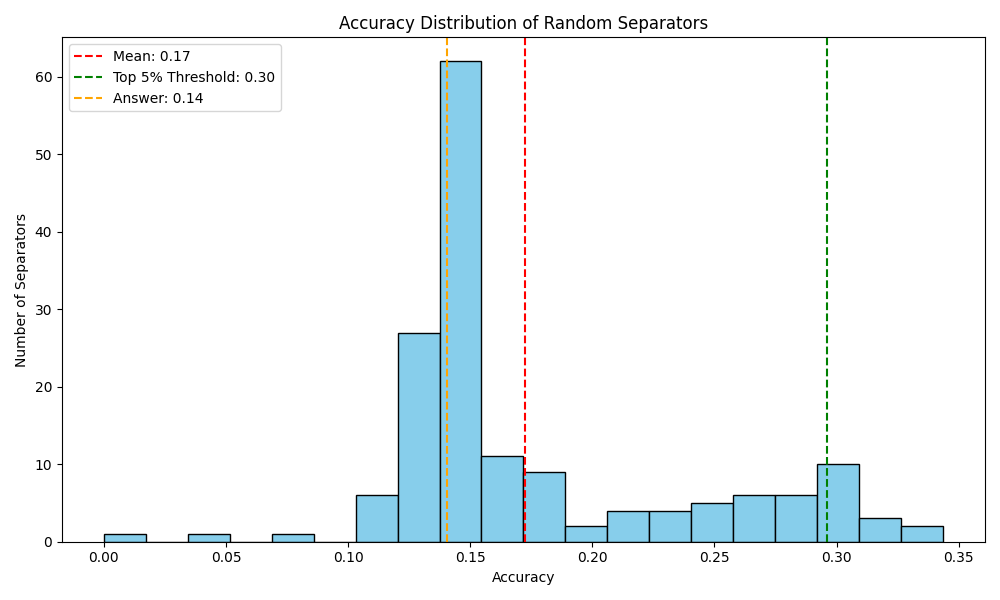 Accuracy Distribution of Random Separators
Mean: 0.17
Top 5% Threshold: 0.30
Answer: 0.14
Number of Separators
60
50
40
30
20
10
0
0.00 0.05 0.10 0.15 0.20 0.25 0.30 0.35
Accuracy